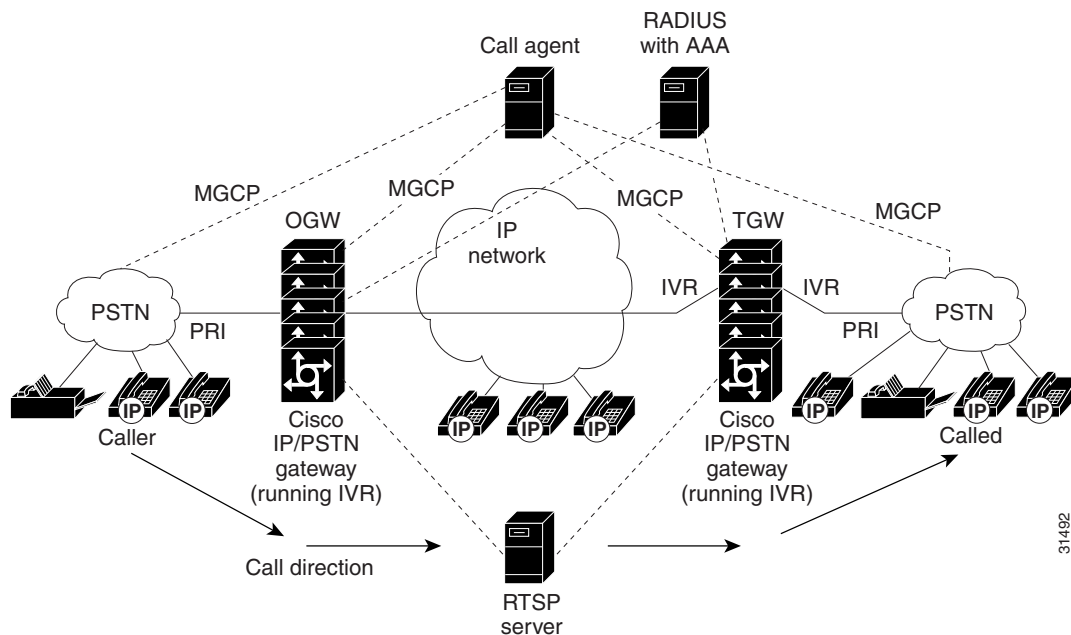 RADIUS
with AAA
Call agent
MGCP
MGCP
MGCP
MGCP
OGW
TGW
IP
network
IVR
IVR
PSTN
PRI
PRI
PSTN
IP
IP
IP
IP
IP
IP
IP
IP
Caller
Cisco
IP/PSTN
gateway
(running IVR)
Cisco
IP/PSTN
gateway
(running IVR)
Called
Call direction
RTSP
server
31492